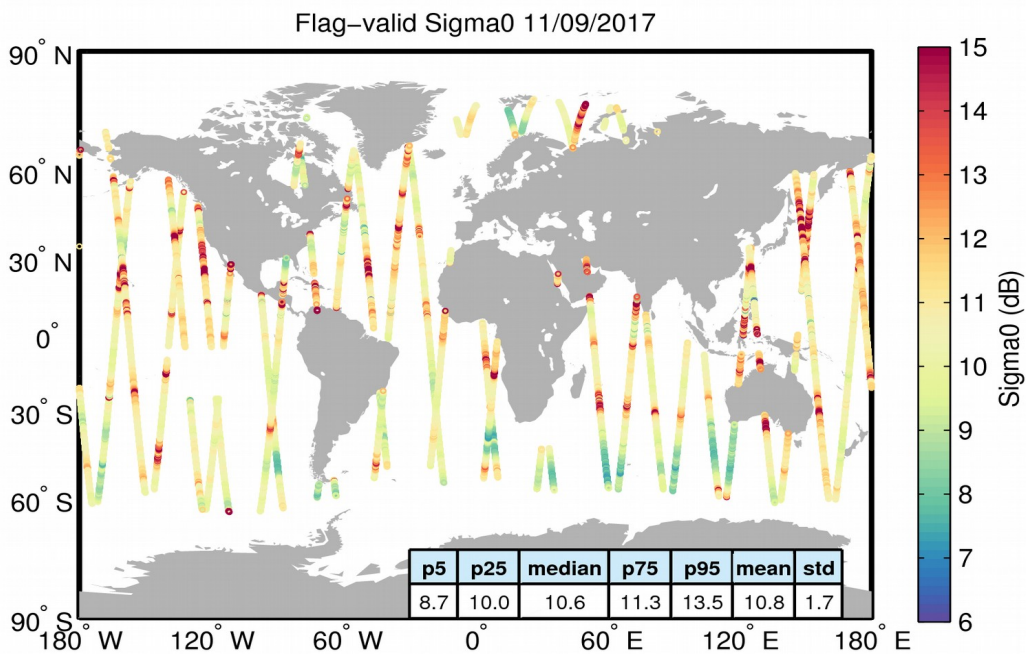 Flag−valid Sigma0 11/09/2017
90° N
60° N
30° N
0°
30° S
60° S
90° S
180° W
120° W
60° W
0°
60° E
120° E
180° E
p5 p25 median p75 p95 mean std
8.7 10.0 10.6 11.3 13.5 10.8 1.7
15
14
13
12
11
10
9
8
7
6
Sigma0 (dB)